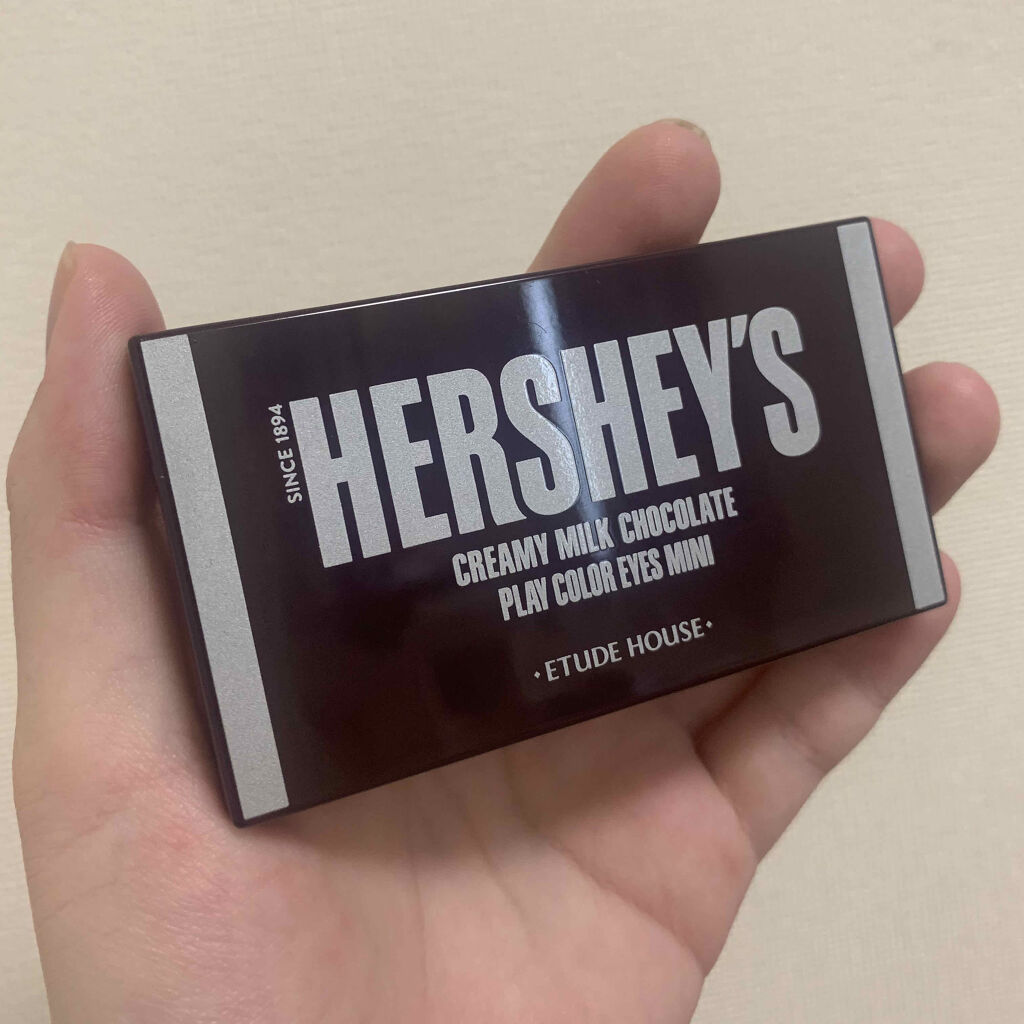 SINCE 1894
HERSHEY'S
CREAMY MILK CHOCOLATE
PLAY COLOR EYES MINI
ETUDE HOUSE